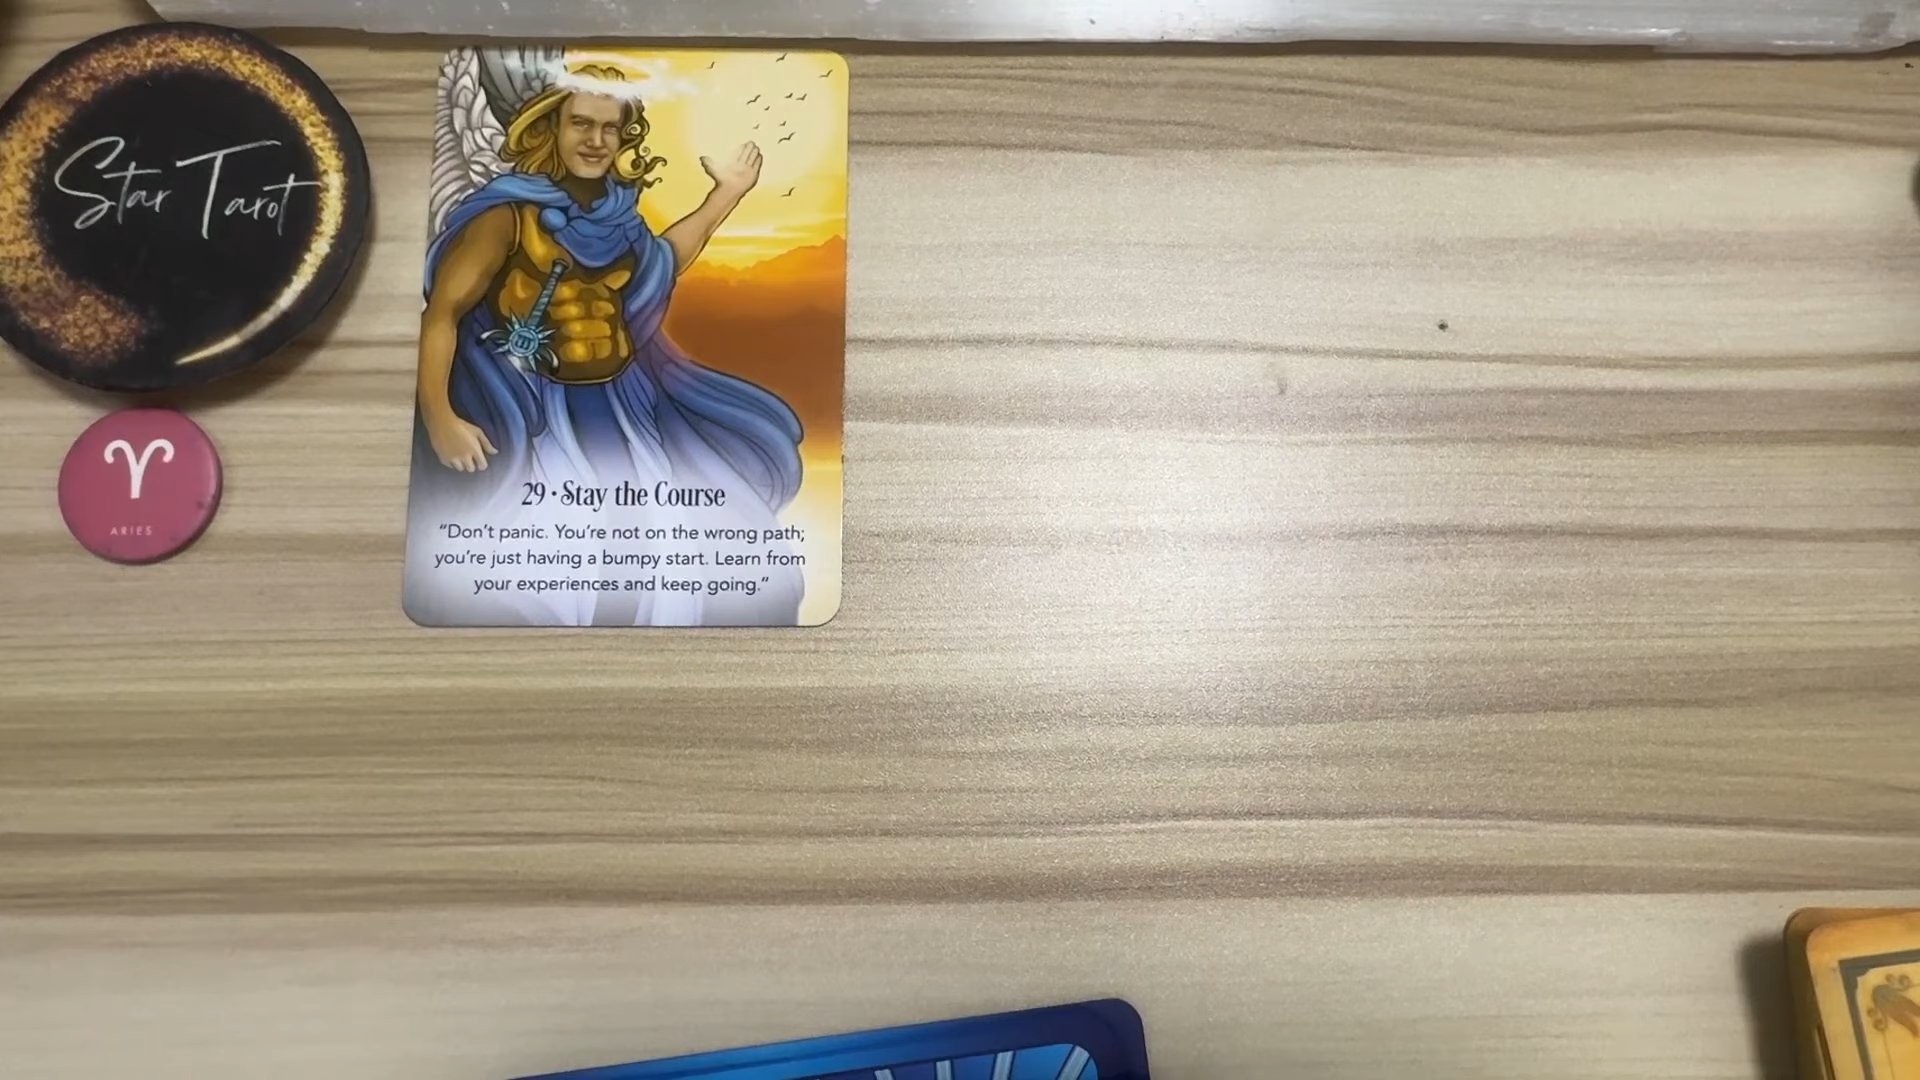 Star Tarot
ARIES
29 · Stay the Course
“Don’t panic. You’re not on the wrong path;
you’re just having a bumpy start. Learn from
your experiences and keep going.”